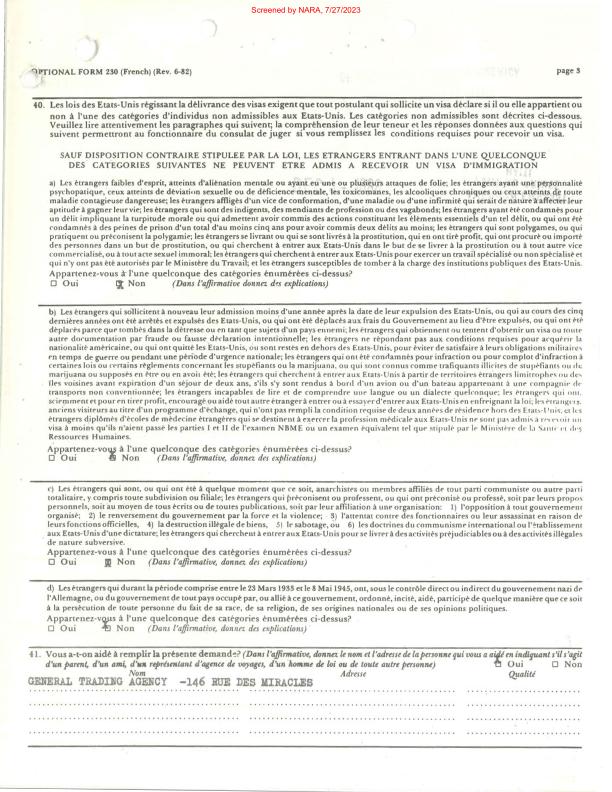 Screened by NARA, 7/27/2023
OPTIONAL FORM 230 (French) (Rev. 6-82) page 3
40. Les lois des Etats-Unis régissant la délivrance des visas exigent que tout postulant qui sollicite un visa déclare si il ou elle appartient ou
non à l'une des catégories d'individus non admissibles aux Etats-Unis. Les catégories non admissibles sont décrites ci-dessous.
Veuillez lire attentivement les paragraphes qui suivent; la compréhension de leur teneur et les réponses données aux questions qui
suivent permettront au fonctionnaire du consulat de juger si vous remplissez les conditions requises pour recevoir un visa.
SAUF DISPOSITION CONTRAIRE STIPULEE PAR LA LOI, LES ETRANGERS ENTRANT DANS L'UNE QUELCONQUE
DES CATEGORIES SUIVANTES NE PEUVENT ETRE ADMIS A RECEVOIR UN VISA D'IMMIGRATION
a) Les étrangers faibles d'esprit, atteints d'aliénation mentale ou ayant eu une ou plusieurs attaques de folie; les étrangers ayant une personnalité
psychopatique, ceux atteints de déviation sexuelle ou de déficience mentale, les toxicomanes, les alcooliques chroniques ou ceux atteints de toute
maladie contagieuse dangereuse; les étrangers affligés d'un vice de conformation, d'une maladie ou d'une infirmité qui serait de nature à affecter leur
aptitude à gagner leur vie; les étrangers qui sont des indigents, des mendiants de profession ou des vagabonds; les étrangers ayant été condamnés pour
un délit impliquant la turpitude morale ou qui admettent avoir commis des actions constituant les éléments essentiels d'un tel délit, ou qui ont été
condamnés à des peines de prison d'un total d'au moins cinq ans pour avoir commis deux délits au moins; les étrangers qui sont polygames, ou qui
pratiquent ou préconisent la polygamie; les étrangers se livrant ou qui se sont livrés à la prostitution, qui en ont tiré profit, qui ont procuré ou importé
des personnes dans un but de prostitution, ou qui cherchent à entrer aux Etats-Unis dans le but de se livrer à la prostitution ou à tout autre vice
commercialisé, ou à tout acte sexuel immoral; les étrangers qui cherchent à entrer aux Etats-Unis pour exercer un travail spécialisé ou non spécialisé et
qui n'y ont pas été autorisés par le Ministère du Travail; et les étrangers susceptibles de tomber à la charge des institutions publiques des Etats-Unis.
Appartenez-vous à l'une quelconque des catégories énumérées ci-dessus?
☐ Oui ☒ Non (Dans l'affirmative donnez des explications)
b) Les étrangers qui sollicitent à nouveau leur admission moins d'une année après la date de leur expulsion des Etats-Unis, ou qui au cours des cinq
dernières années ont été arrêtés et expulsés des Etats-Unis, ou qui ont été déplacés aux frais du Gouvernement au lieu d'être expulsés, ou qui ont été
déplacés parce que tombés dans la détresse ou en tant que sujets d'un pays ennemi; les étrangers qui obtiennent ou tentent d'obtenir un visa ou toute
autre documentation par fraude ou fausse déclaration intentionnelle; les étrangers ne répondant pas aux conditions requises pour acquérir la
nationalité américaine, ou qui ont quitté les Etats-Unis, ou sont restés en dehors des Etats-Unis, pour éviter de satisfaire à leurs obligations militaires
en temps de guerre ou pendant une période d'urgence nationale; les étrangers qui ont été condamnés pour infraction ou pour complot d'infraction à
certaines lois ou certains règlements concernant les stupéfiants ou la marijuana, ou qui sont connus comme trafiquants illicites de stupéfiants ou de
marijuana ou supposés en être ou en avoir été; les étrangers qui cherchent à entrer aux Etats-Unis à partir de territoires étrangers limitrophes ou des
îles voisines avant expiration d'un séjour de deux ans, s'ils s'y sont rendus à bord d'un avion ou d'un bateau appartenant à une compagnie de
transports non conventionnée; les étrangers incapables de lire et de comprendre une langue ou un dialecte quelconque; les étrangers qui ont,
sciemment et pour en tirer profit, encouragé ou aidé tout autre étranger à entrer ou à essayer d'entrer aux Etats-Unis en enfreignant la loi; les étrangers,
anciens visiteurs au titre d'un programme d'échange, qui n'ont pas rempli la condition requise de deux années de résidence hors des Etats-Unis, et les
étrangers diplômés d'écoles de médecine étrangères qui se destinent à exercer la profession médicale aux Etats-Unis ne sont pas admis à recevoir un
visa à moins qu'ils n'aient passé les parties I et II de l'examen NBME ou un examen équivalent tel que stipulé par le Ministère de la Santé et des
Ressources Humaines.
Appartenez-vous à l'une quelconque des catégories énumérées ci-dessus?
☐ Oui ☒ Non (Dans l'affirmative, donnez des explications)
c) Les étrangers qui sont, ou qui ont été à quelque moment que ce soit, anarchistes ou membres affiliés de tout parti communiste ou autre parti
totalitaire, y compris toute subdivision ou filiale; les étrangers qui préconisent ou professent, ou qui ont préconisé ou professé, soit par leurs propos
personnels, soit au moyen de tous écrits ou de toutes publications, soit par leur affiliation à une organisation: 1) l'opposition à tout gouvernement
organisé; 2) le renversement du gouvernement par la force et la violence; 3) l'attentat contre des fonctionnaires ou leur assassinat en raison de
leurs fonctions officielles, 4) la destruction illégale de biens, 5) le sabotage, ou 6) les doctrines du communisme international ou l'établissement
aux Etats-Unis d'une dictature; les étrangers qui cherchent à entrer aux Etats-Unis pour se livrer à des activités préjudiciables ou à des activités illégales
de nature subversive.
Appartenez-vous à l'une quelconque des catégories énumérées ci-dessus?
☐ Oui ☒ Non (Dans l'affirmative, donnez des explications)
d) Les étrangers qui durant la période comprise entre le 23 Mars 1933 et le 8 Mai 1945, ont, sous le contrôle direct ou indirect du gouvernement nazi de
l'Allemagne, ou du gouvernement de tout pays occupé par, ou allié à ce gouvernement, ordonné, incité, aidé, participé de quelque manière que ce soit
à la persécution de toute personne du fait de sa race, de sa religion, de ses origines nationales ou de ses opinions politiques.
Appartenez-vous à l'une quelconque des catégories énumérées ci-dessus?
☐ Oui ☒ Non (Dans l'affirmative, donnez des explications)
41. Vous a-t-on aidé à remplir la présente demande? (Dans l'affirmative, donnez le nom et l'adresse de la personne qui vous a aidé en indiquant s'il s'agit
d'un parent, d'un ami, d'un représentant d'agence de voyages, d'un homme de loi ou de toute autre personne) ☒ Oui ☐ Non
Nom Adresse Qualité
GENERAL TRADING AGENCY -146 RUE DES MIRACLES